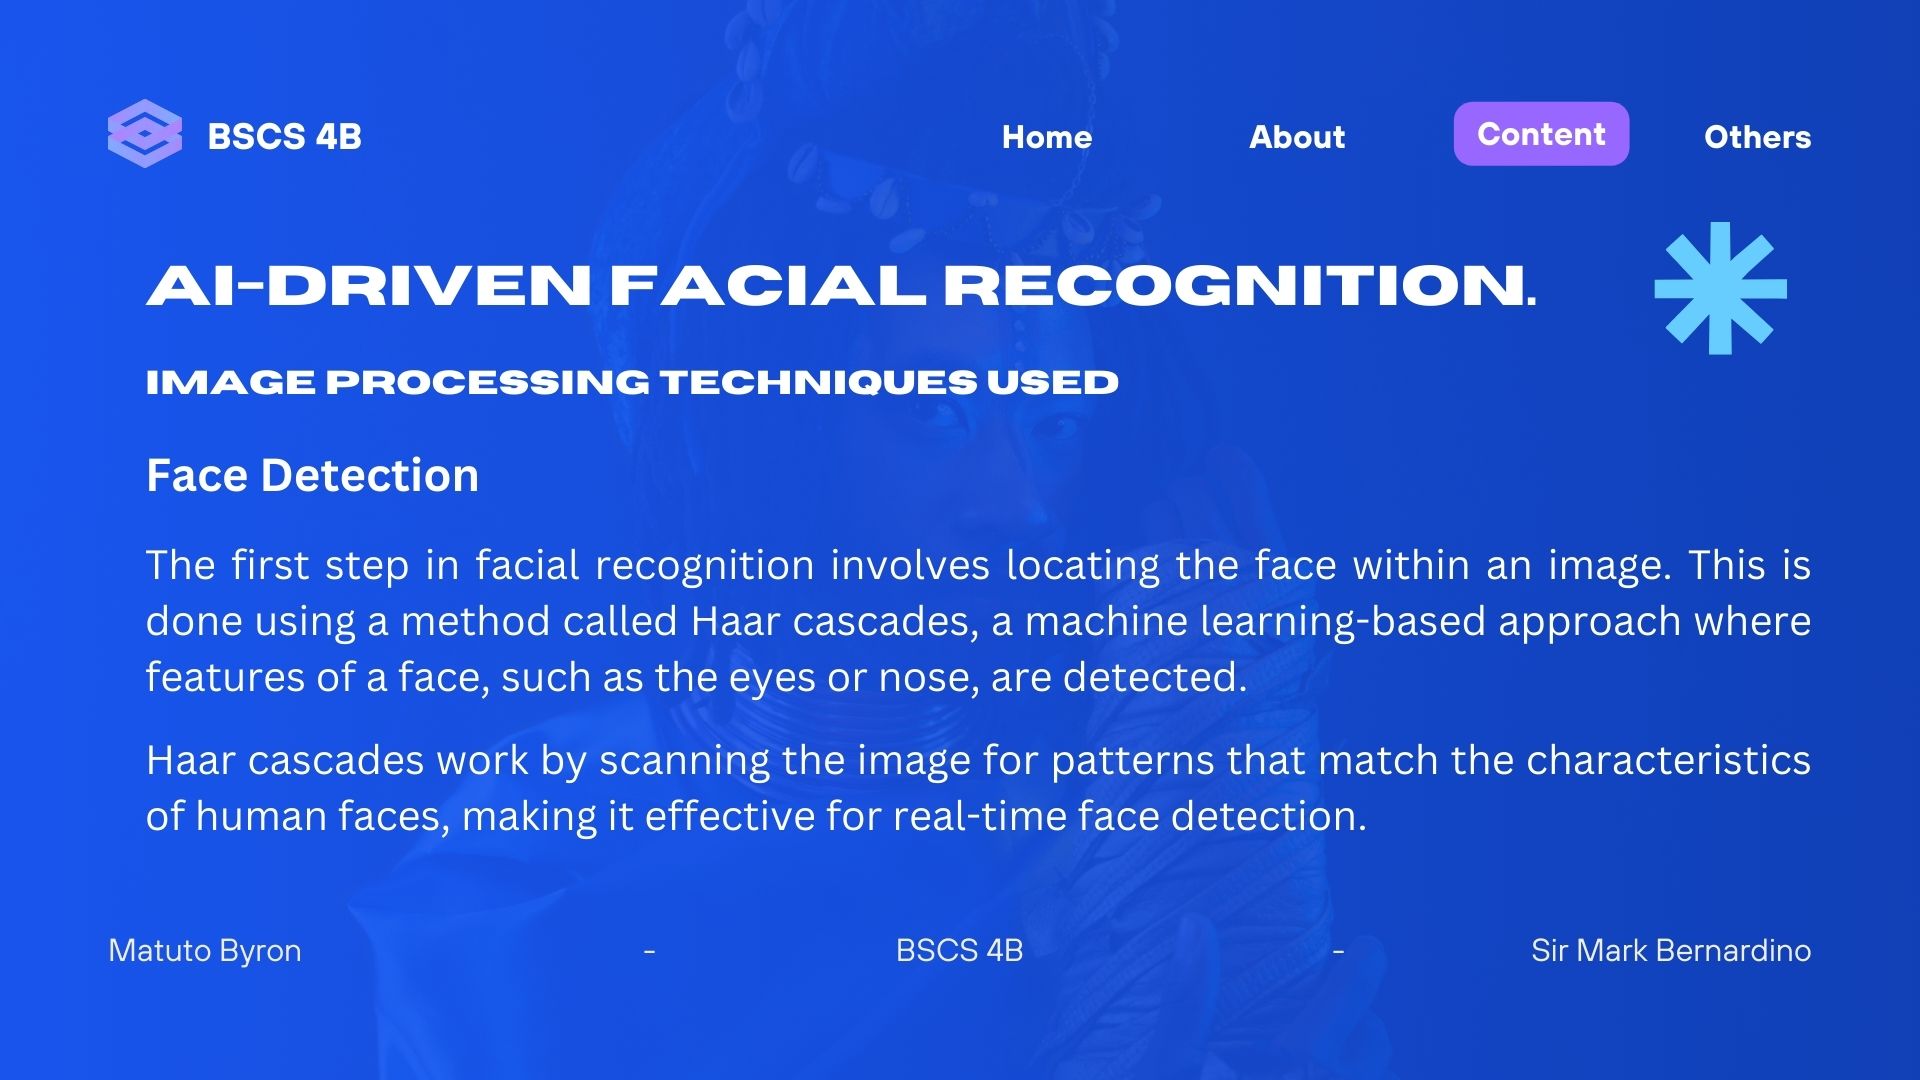 BSCS 4B
Home
About
Content
Others
AI-DRIVEN FACIAL RECOGNITION.
IMAGE PROCESSING TECHNIQUES USED
Face Detection
The first step in facial recognition involves locating the face within an image. This is
done using a method called Haar cascades, a machine learning-based approach where
features of a face, such as the eyes or nose, are detected.
Haar cascades work by scanning the image for patterns that match the characteristics
of human faces, making it effective for real-time face detection.
Matuto Byron - BSCS 4B - Sir Mark Bernardino